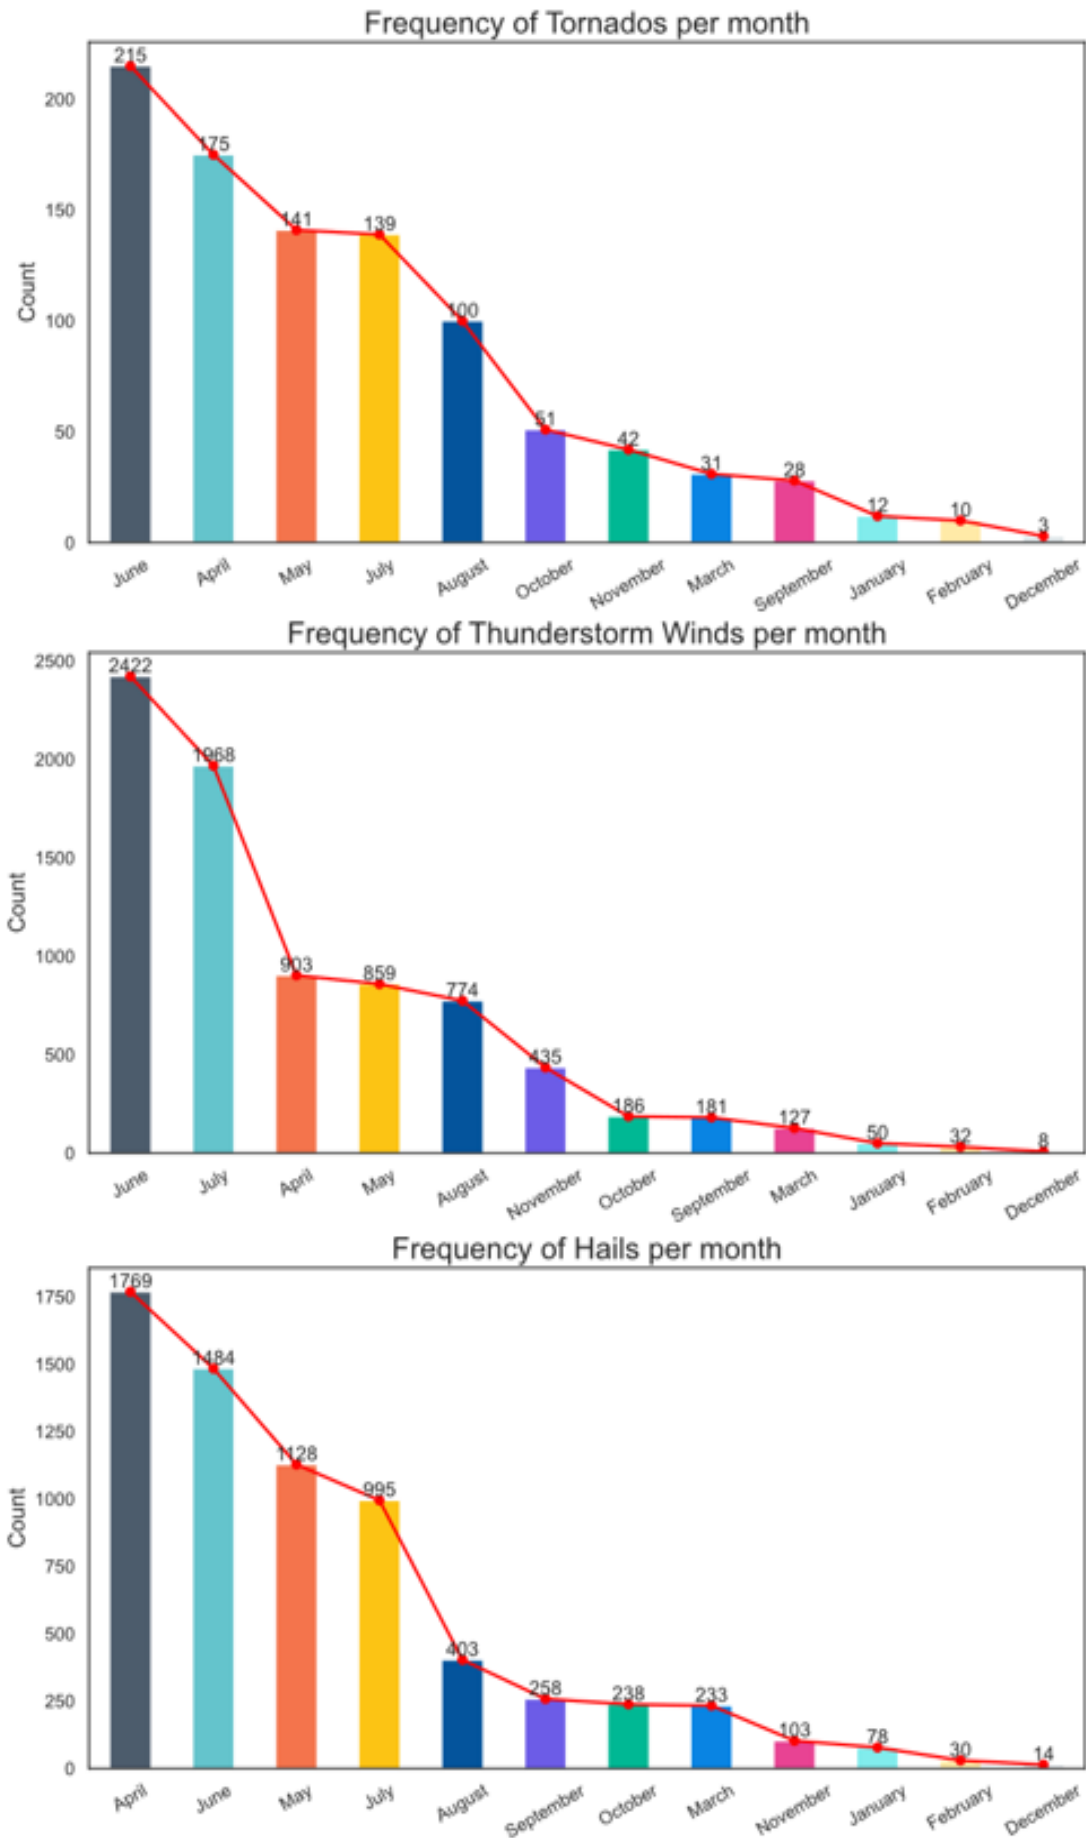 Frequency of Tornados per month
Count
200
150
100
50
0
215
175
141
139
100
51
42
31
28
12
10
3
June
April
May
July
August
October
November
March
September
January
February
December
Frequency of Thunderstorm Winds per month
Count
2500
2000
1500
1000
500
0
2422
1968
903
859
774
435
186
181
127
50
32
8
June
July
April
May
August
November
October
September
March
January
February
December
Frequency of Hails per month
Count
1750
1500
1250
1000
750
500
250
0
1769
1484
1128
995
403
258
238
233
103
78
30
14
April
June
May
July
August
September
October
March
November
January
February
December